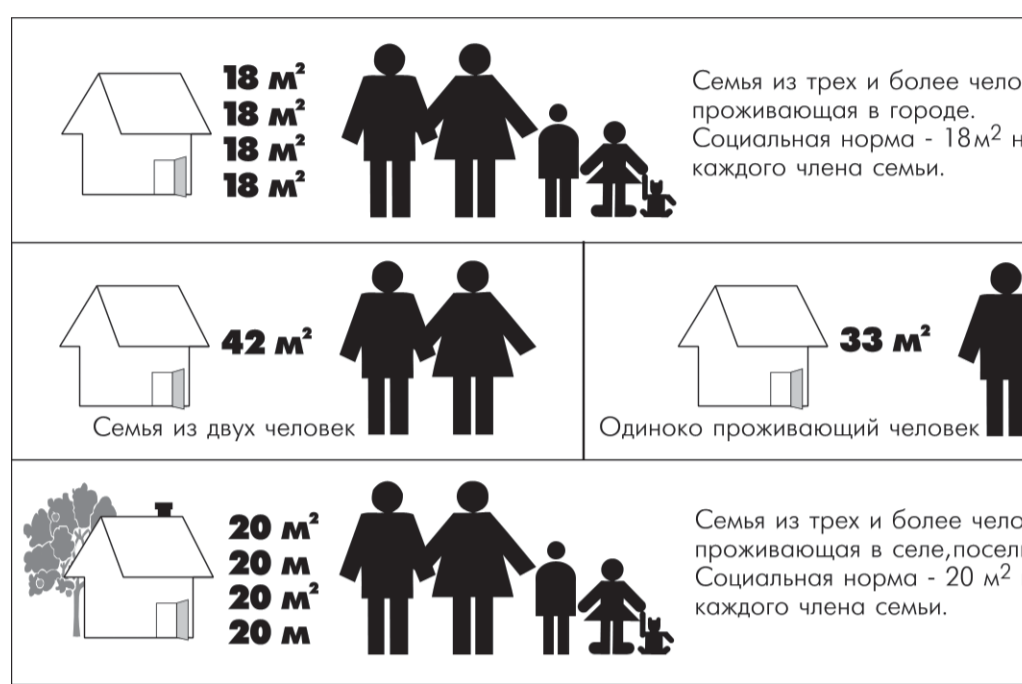 18 м²
18 м²
18 м²
18 м²
Семья из трех и более чело
проживающая в городе.
Социальная норма - 18м² н
каждого члена семьи.
42 м²
Семья из двух человек
33 м²
Одиноко проживающий человек
20 м²
20 м
20 м²
20 м
Семья из трех и более чело
проживающая в селе,посел
Социальная норма - 20 м²
каждого члена семьи.